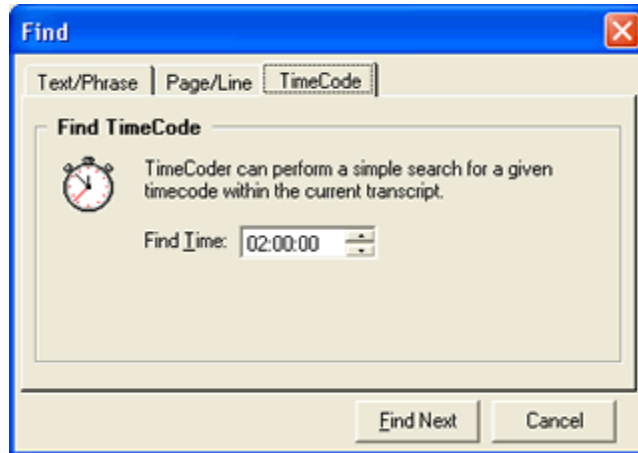 Find
Text/Phrase Page/Line TimeCode
Find TimeCode
TimeCoder can perform a simple search for a given
timecode within the current transcript.
Find Time: 02:00:00
Find Next Cancel